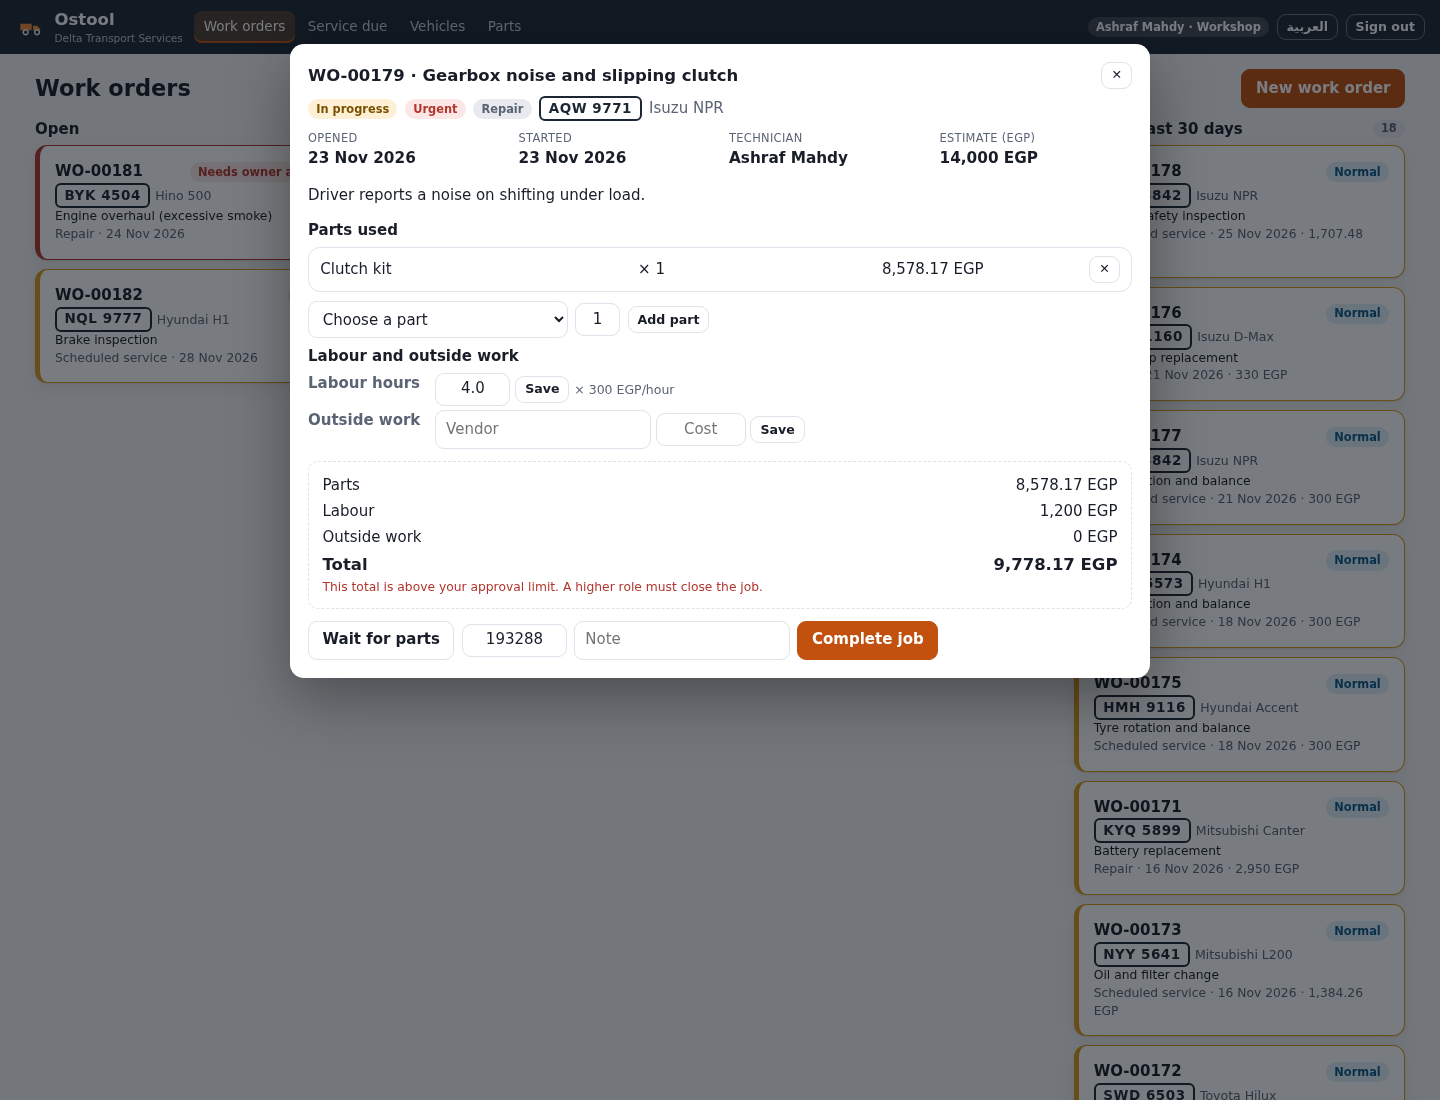 Ostool
Delta Transport Services
Work orders
Service due
Vehicles
Parts
Ashraf Mahdy · Workshop
العربية
Sign out
Work orders
New work order
Open
WO-00181
Needs owner a
BYK 4504 Hino 500
Engine overhaul (excessive smoke)
Repair · 24 Nov 2026
WO-00182
NQL 9777 Hyundai H1
Brake inspection
Scheduled service · 28 Nov 2026
WO-00179 · Gearbox noise and slipping clutch
×
In progress Urgent Repair AQW 9771 Isuzu NPR
OPENED
23 Nov 2026
STARTED
23 Nov 2026
TECHNICIAN
Ashraf Mahdy
ESTIMATE (EGP)
14,000 EGP
Driver reports a noise on shifting under load.
Parts used
Clutch kit × 1 8,578.17 EGP ×
Choose a part 1 Add part
Labour and outside work
Labour hours 4.0 Save × 300 EGP/hour
Outside work Vendor Cost Save
Parts 8,578.17 EGP
Labour 1,200 EGP
Outside work 0 EGP
Total 9,778.17 EGP
This total is above your approval limit. A higher role must close the job.
Wait for parts 193288 Note Complete job
ast 30 days 18
178 Normal
842 Isuzu NPR
afety inspection
d service · 25 Nov 2026 · 1,707.48
176 Normal
1160 Isuzu D-Max
p replacement
21 Nov 2026 · 330 EGP
177 Normal
842 Isuzu NPR
tion and balance
d service · 21 Nov 2026 · 300 EGP
174 Normal
5573 Hyundai H1
tion and balance
d service · 18 Nov 2026 · 300 EGP
WO-00175 Normal
HMH 9116 Hyundai Accent
Tyre rotation and balance
Scheduled service · 18 Nov 2026 · 300 EGP
WO-00171 Normal
KYQ 5899 Mitsubishi Canter
Battery replacement
Repair · 16 Nov 2026 · 2,950 EGP
WO-00173 Normal
NYY 5641 Mitsubishi L200
Oil and filter change
Scheduled service · 16 Nov 2026 · 1,384.26
EGP
WO-00172 Normal
SWD 6503 Toyota Hilux